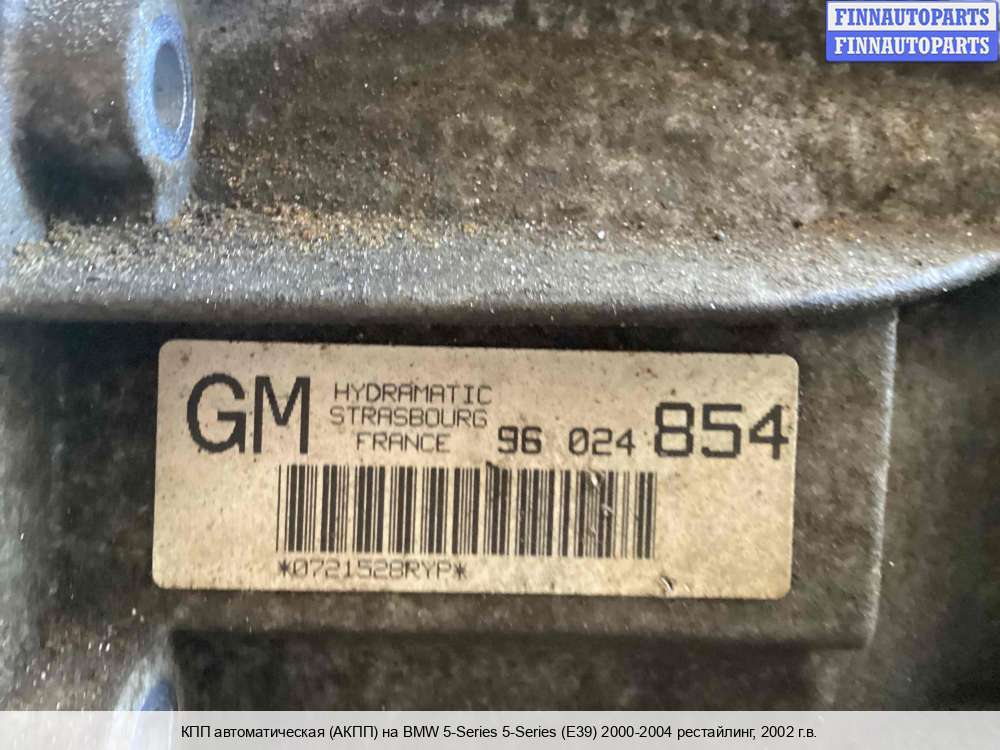 FINNAUTOPARTS
FINNAUTOPARTS
GM
HYDRAMATIC
STRASBOURG
FRANCE 96 024 854
*0721528RYP*
КПП автоматическая (АКПП) на BMW 5-Series 5-Series (E39) 2000-2004 рестайлинг, 2002 г.в.